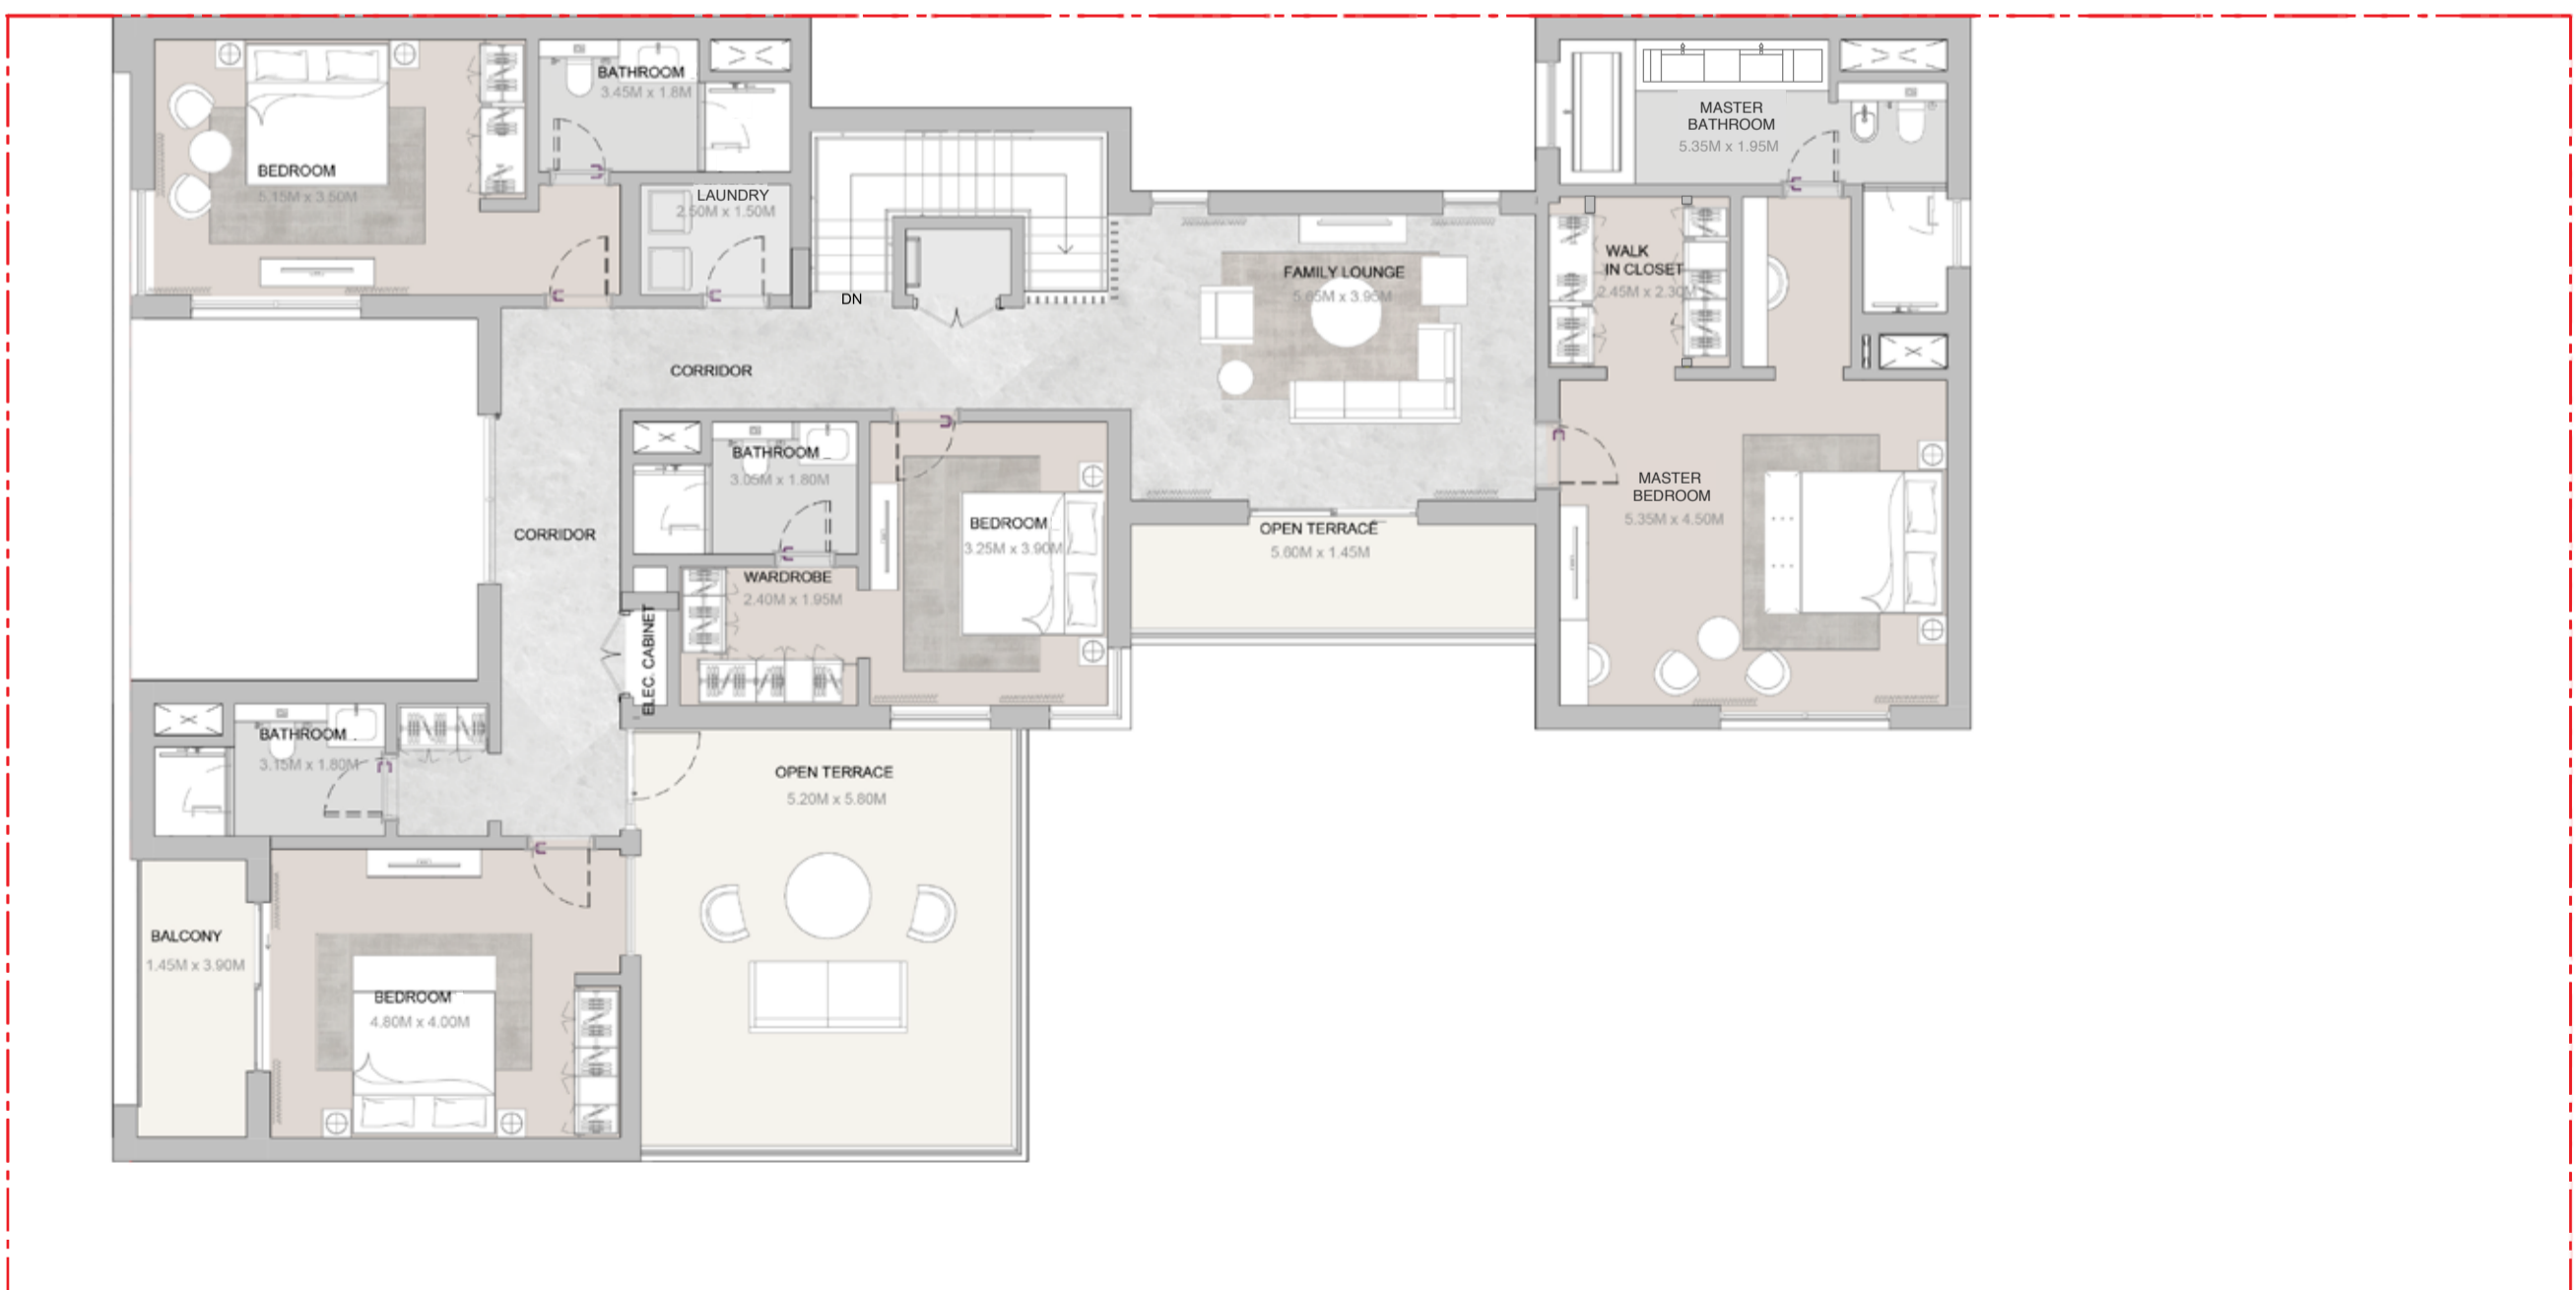 BEDROOM
5.15M x 3.50M
BATHROOM
3.45M x 1.8M
LAUNDRY
2.50M x 1.50M
DN
CORRIDOR
FAMILY LOUNGE
5.65M x 3.95M
MASTER
BATHROOM
5.35M x 1.95M
WALK
IN CLOSET
2.45M x 2.30M
MASTER
BEDROOM
5.35M x 4.50M
BATHROOM
3.05M x 1.80M
BEDROOM
3.25M x 3.90M
OPEN TERRACE
5.60M x 1.45M
CORRIDOR
WARDROBE
2.40M x 1.95M
ELEC. CABINET
BATHROOM
3.15M x 1.80M
OPEN TERRACE
5.20M x 5.80M
BALCONY
1.45M x 3.90M
BEDROOM
4.80M x 4.00M